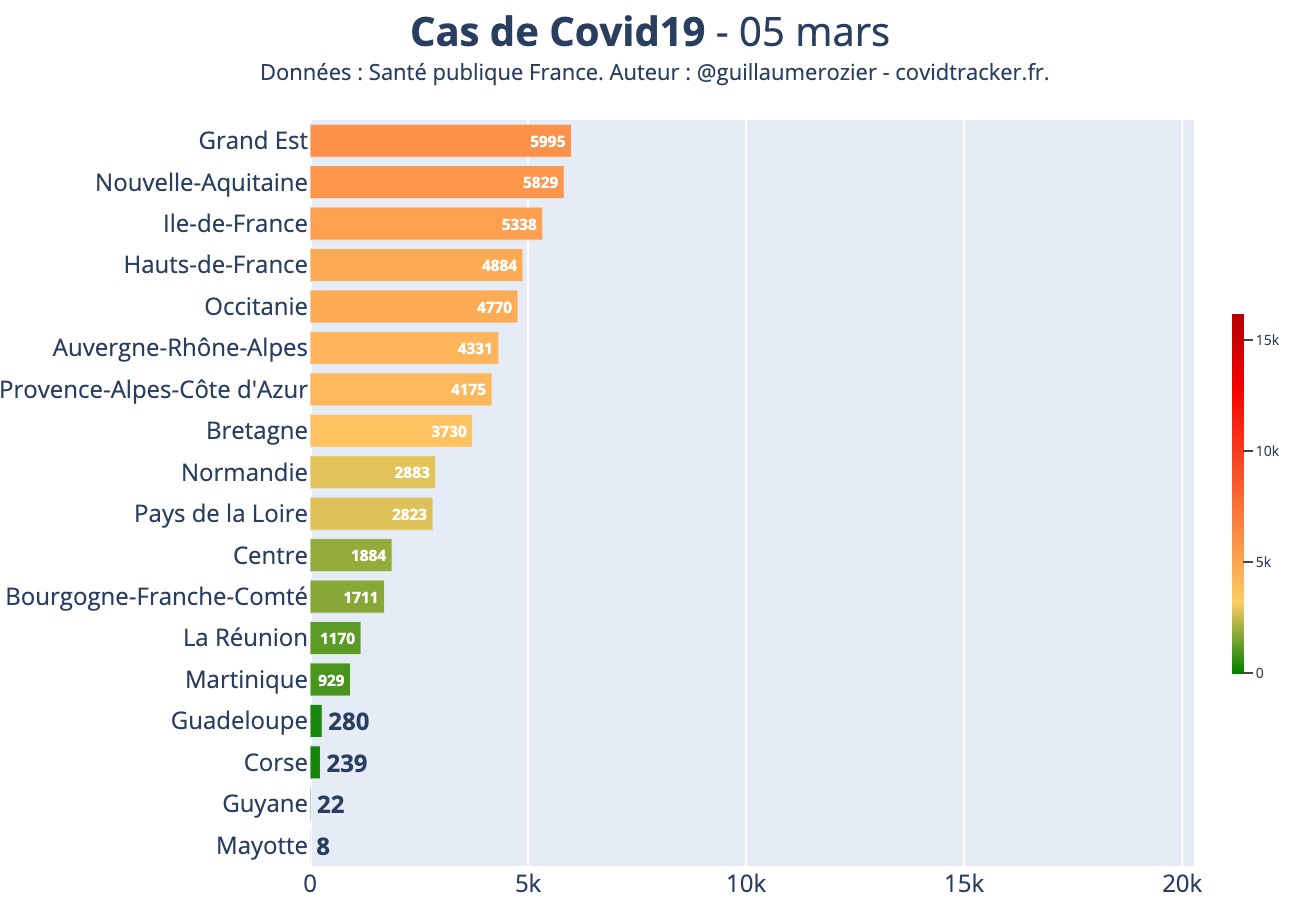 Cas de Covid19 - 05 mars
Données : Santé publique France. Auteur : @guillaumerozier - covidtracker.fr.
Grand Est 5995
Nouvelle-Aquitaine 5829
Ile-de-France 5338
Hauts-de-France 4884
Occitanie 4770
Auvergne-Rhône-Alpes 4331
Provence-Alpes-Côte d'Azur 4175
Bretagne 3730
Normandie 2883
Pays de la Loire 2823
Centre 1884
Bourgogne-Franche-Comté 1711
La Réunion 1170
Martinique 929
Guadeloupe 280
Corse 239
Guyane 22
Mayotte 8
0 5k 10k 15k 20k
15k
10k
5k
0